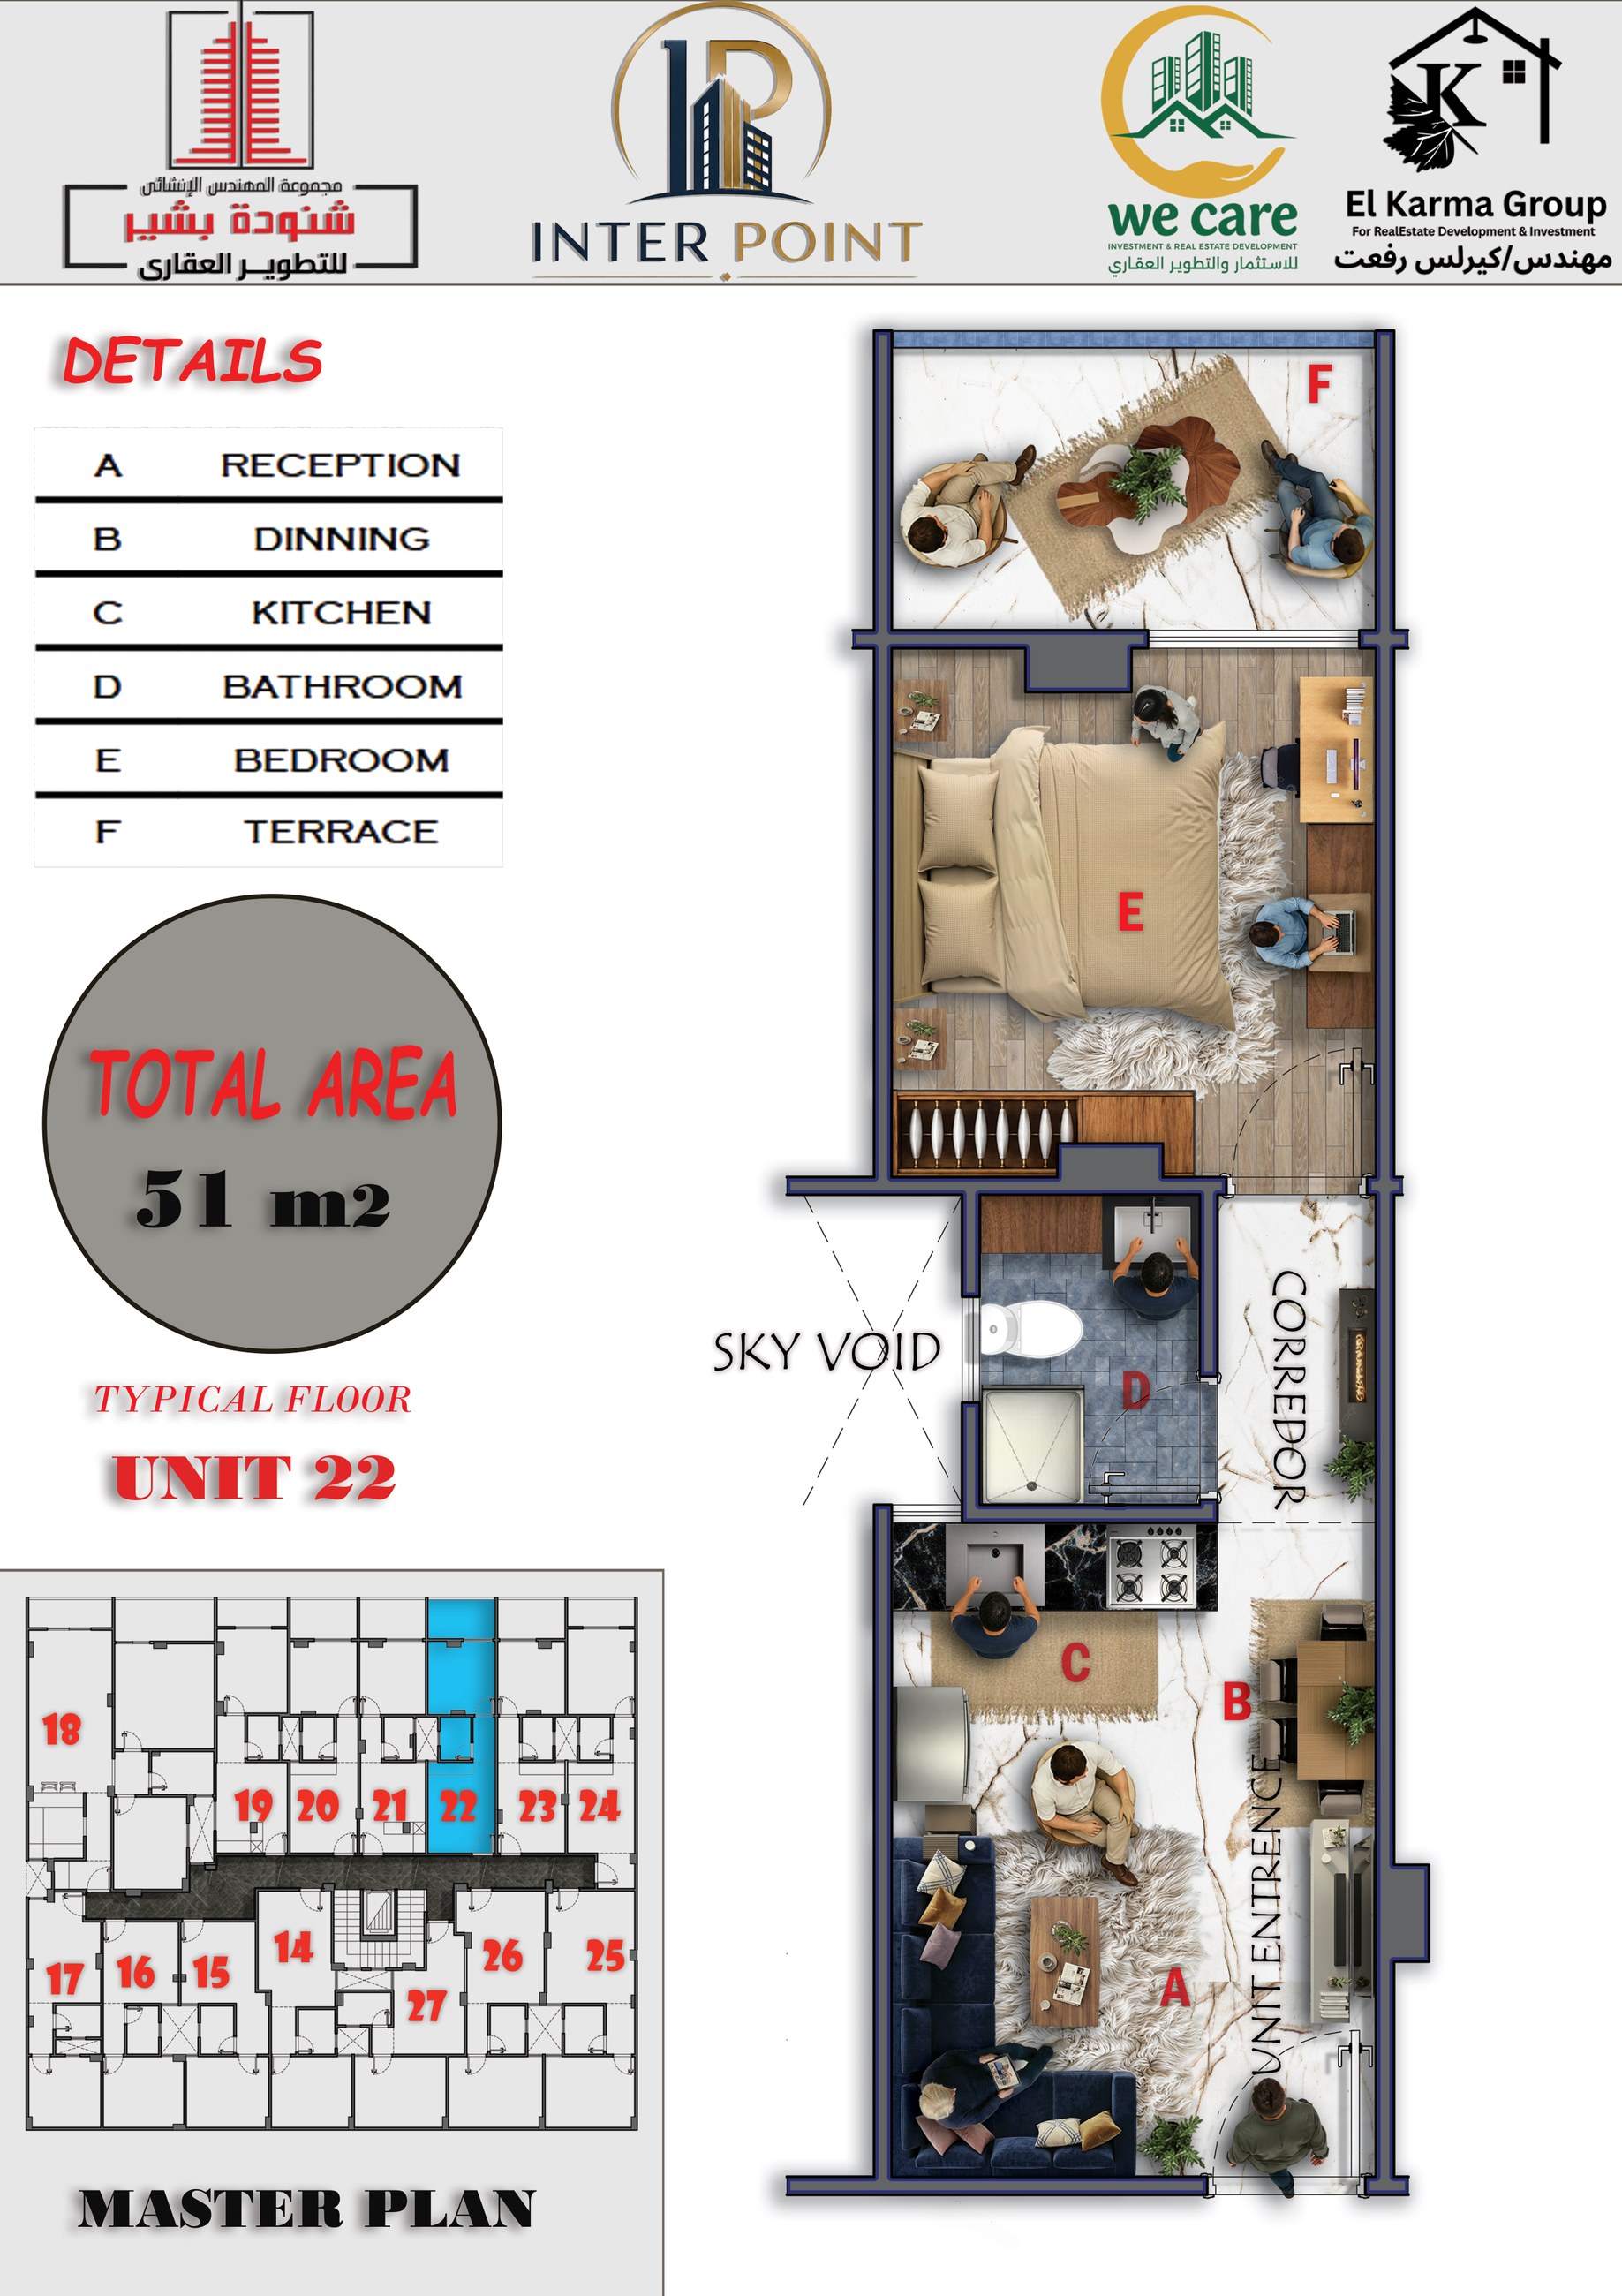 مجموعة المهندس الإنشائى
شنودة بشير
للتطويــر العقارى
INTER POINT
we care
INVESTMENT & REAL ESTATE DEVELOPMENT
للاستثمار والتطوير العقاري
K
El Karma Group
For RealEstate Development & Investment
مهندس/كيرلس رفعت
DETAILS
A RECEPTION
B DINNING
C KITCHEN
D BATHROOM
E BEDROOM
F TERRACE
TOTAL AREA
51 m2
TYPICAL FLOOR
UNIT 22
18
19 20 21 22 23 24
17 16 15 14 27 26 25
MASTER PLAN
F
E
SKY VOID
D
CORREDOR
C
B
UNIT ENTRENCE
A